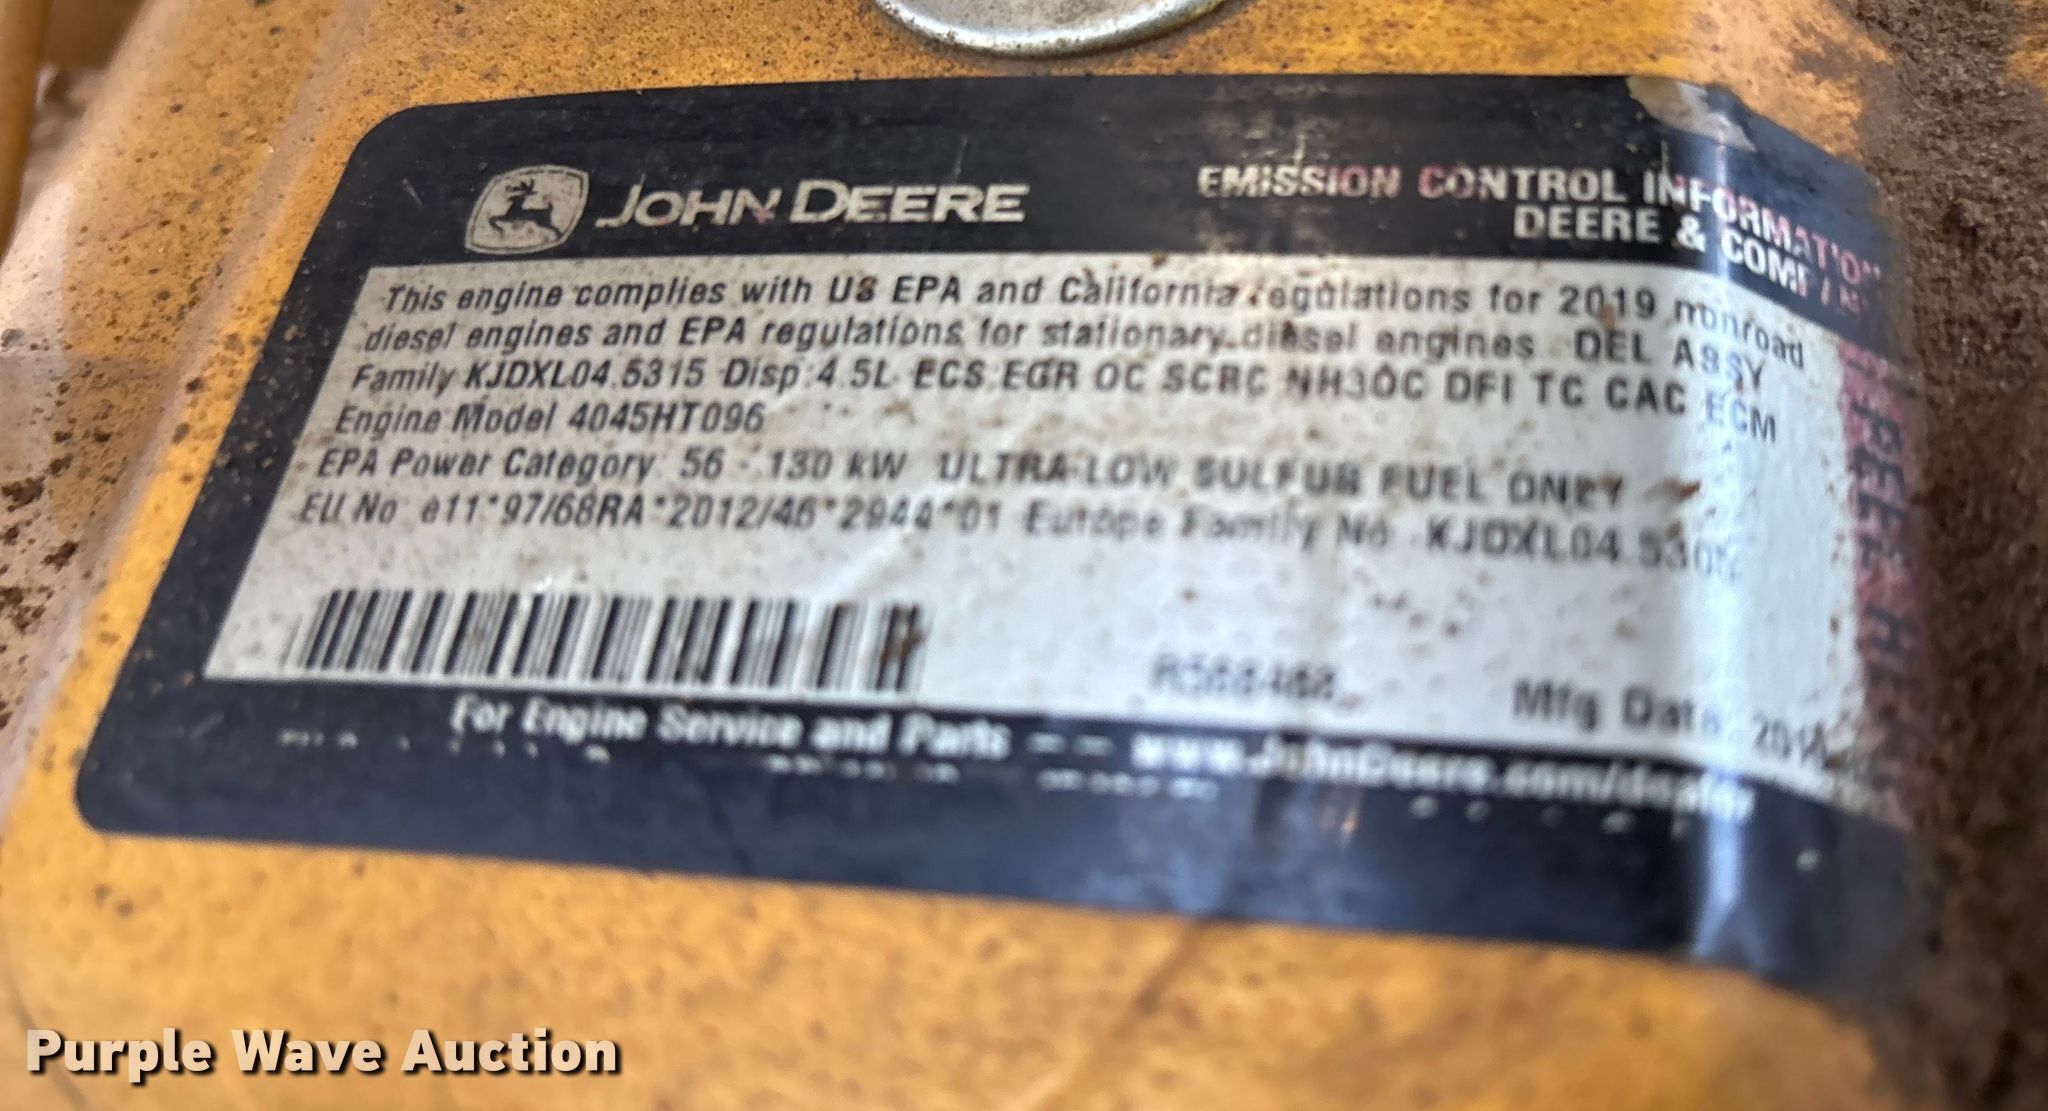 JOHN DEERE
EMISSION CONTROL INFORMATION
DEERE &
This engine complies with US EPA and California regulations for 2019 nonroad
diesel engines and EPA regulations for stationary diesel engines. DEL ASSY
Family KJDXL04.5315 Disp:4.5L ECS:EGR OC SCRC NH3OC DFI TC CAC ECM
Engine Model 4045HT096
EPA Power Category: 56 - 130 kW ULTRA LOW SULFUR FUEL ONLY
EU No e11*97/68RA*2012/46*2944*01 Europe Family No
R568468
Mfg Date
For Engine Service and Parts -- www.JohnDeere.com/dealer
PEEL HERE
Purple Wave Auction